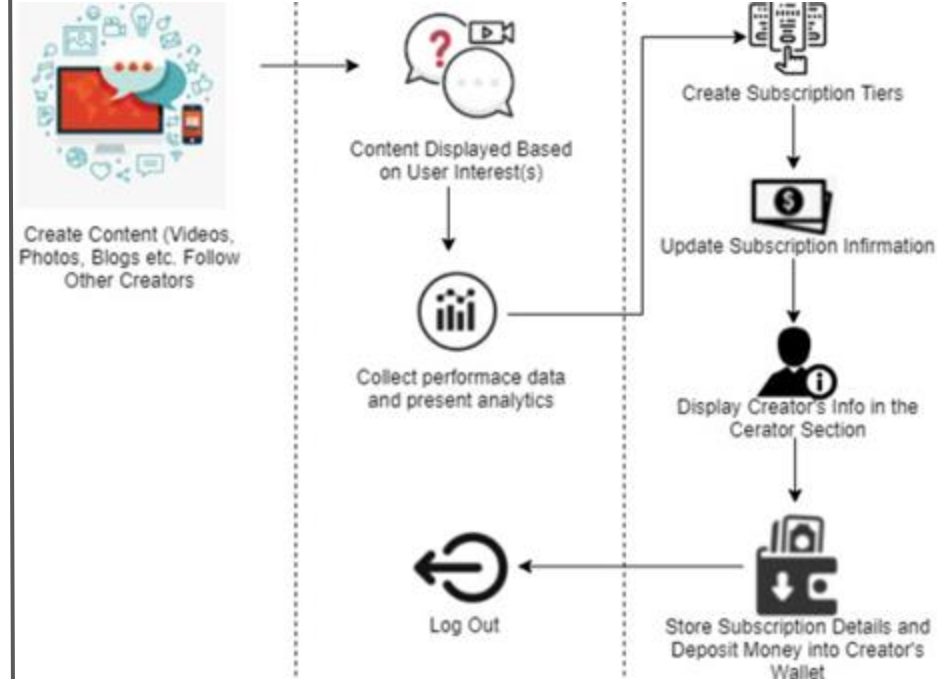 Create Content (Videos,
Photos, Blogs etc. Follow
Other Creators
Content Displayed Based
on User Interest(s)
Collect performace data
and present analytics
Create Subscription Tiers
Update Subscription Infirmation
Display Creator's Info in the
Cerator Section
Store Subscription Details and
Deposit Money into Creator's
Wallet
Log Out